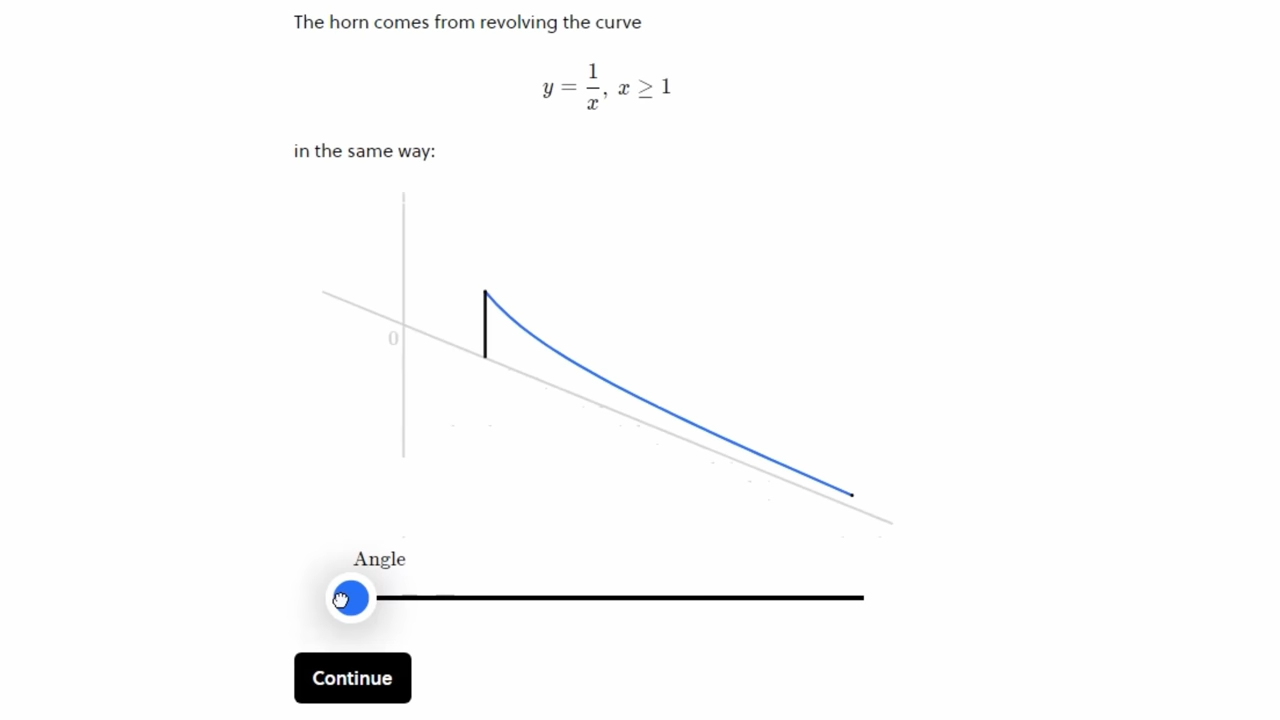 The horn comes from revolving the curve
y = 1/x, x ≥ 1
in the same way:
0
Angle
Continue